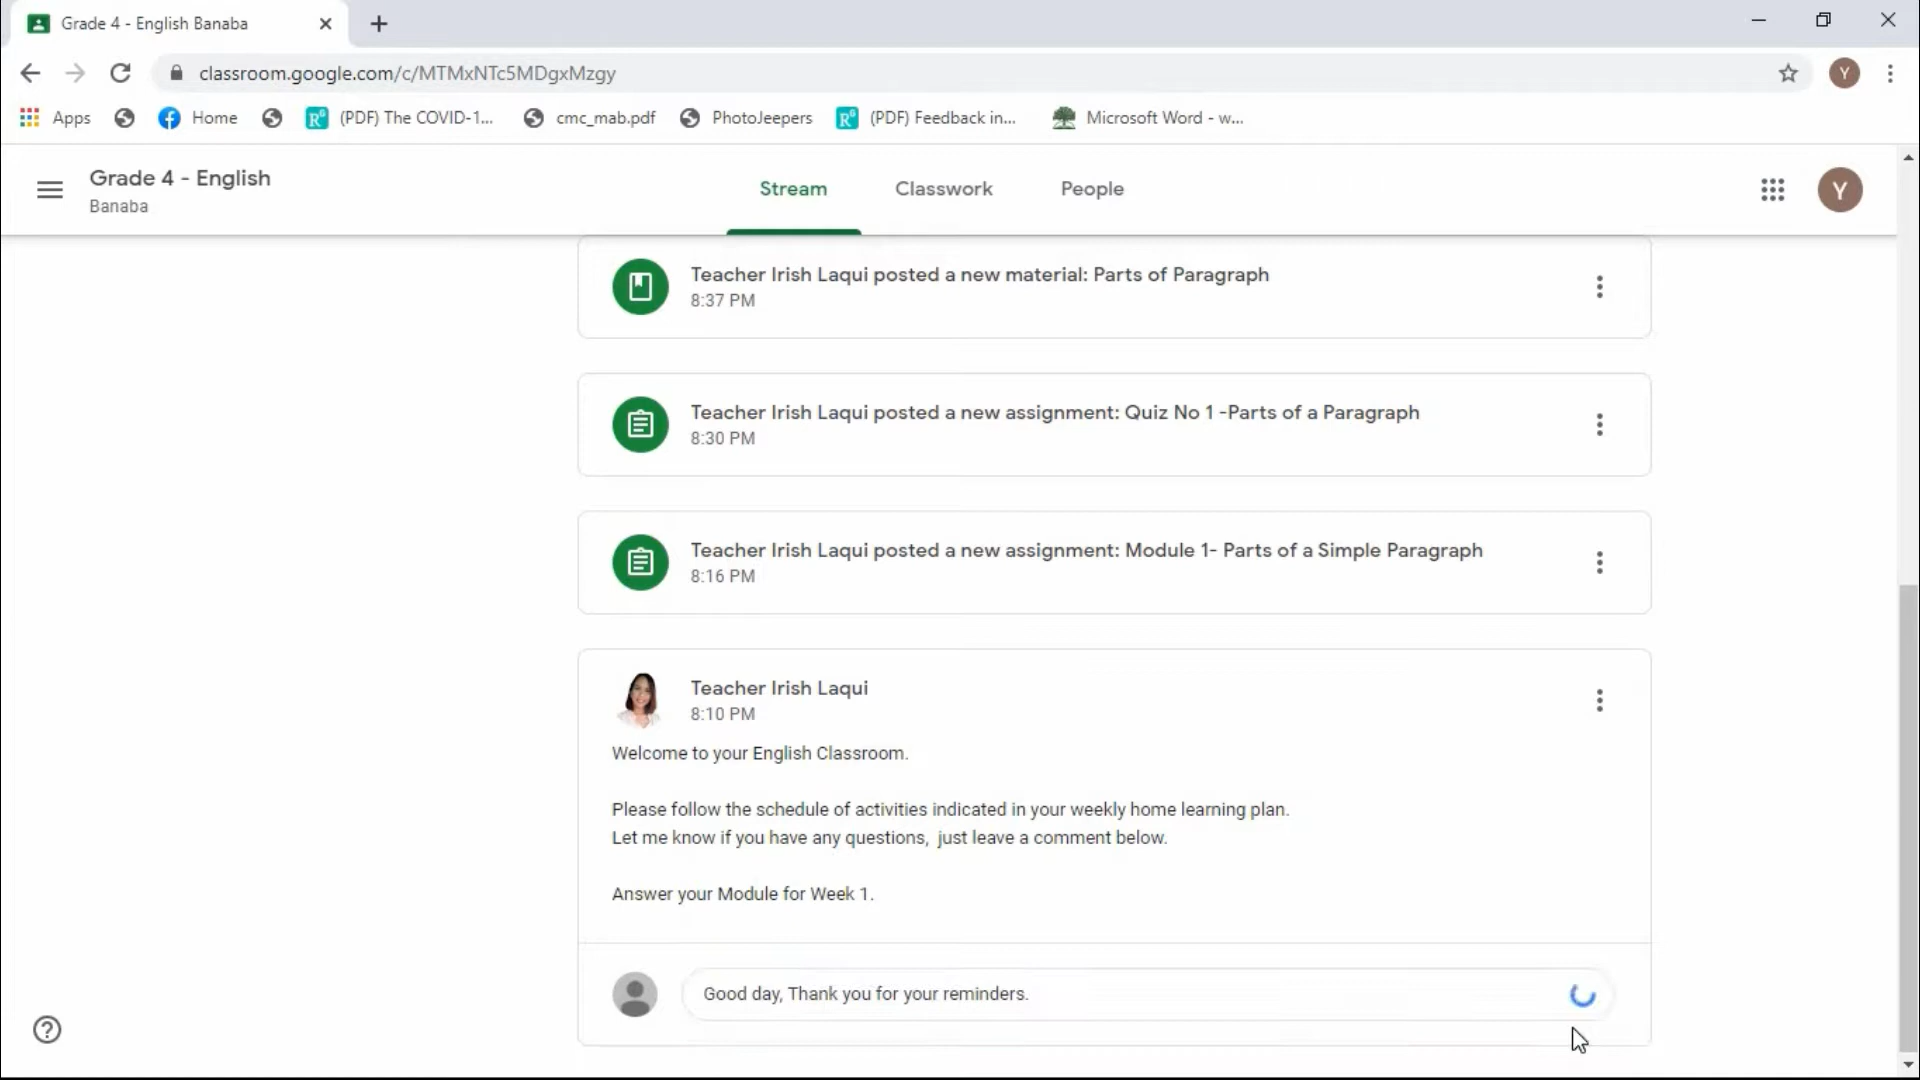 Grade 4 - English Banaba
classroom.google.com/c/MTMxNTc5MDgxMzgy
Y
Apps
Home
(PDF) The COVID-1...
cmc_mab.pdf
PhotoJeepers
(PDF) Feedback in...
Microsoft Word - w...
Grade 4 - English
Banaba
Stream
Classwork
People
Y
Teacher Irish Laqui posted a new material: Parts of Paragraph
8:37 PM
Teacher Irish Laqui posted a new assignment: Quiz No 1 -Parts of a Paragraph
8:30 PM
Teacher Irish Laqui posted a new assignment: Module 1- Parts of a Simple Paragraph
8:16 PM
Teacher Irish Laqui
8:10 PM
Welcome to your English Classroom.
Please follow the schedule of activities indicated in your weekly home learning plan.
Let me know if you have any questions,  just leave a comment below.
Answer your Module for Week 1.
Good day, Thank you for your reminders.